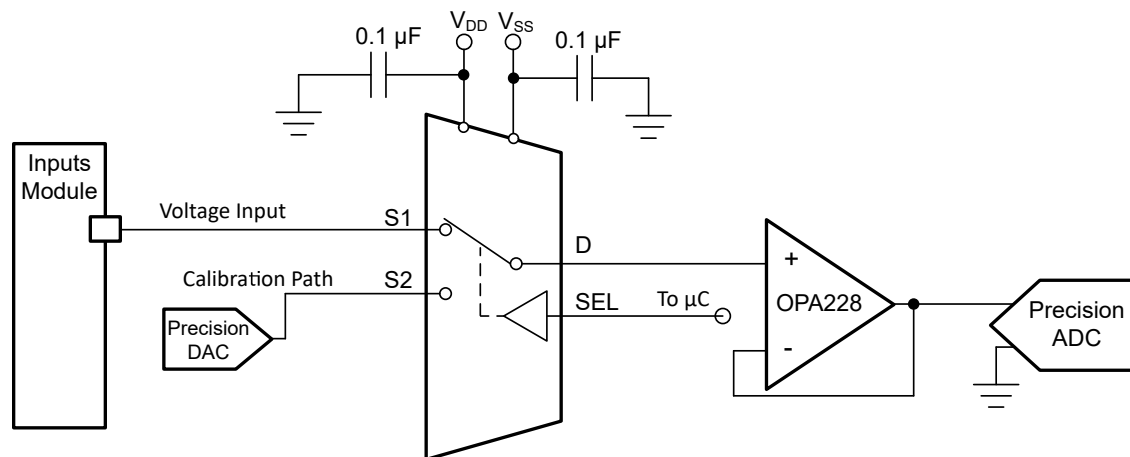 V_DD V_SS
0.1 µF 0.1 µF
Inputs
Module
Voltage Input S1
D
Calibration Path S2
SEL To µC
Precision
DAC
+
OPA228
-
Precision
ADC